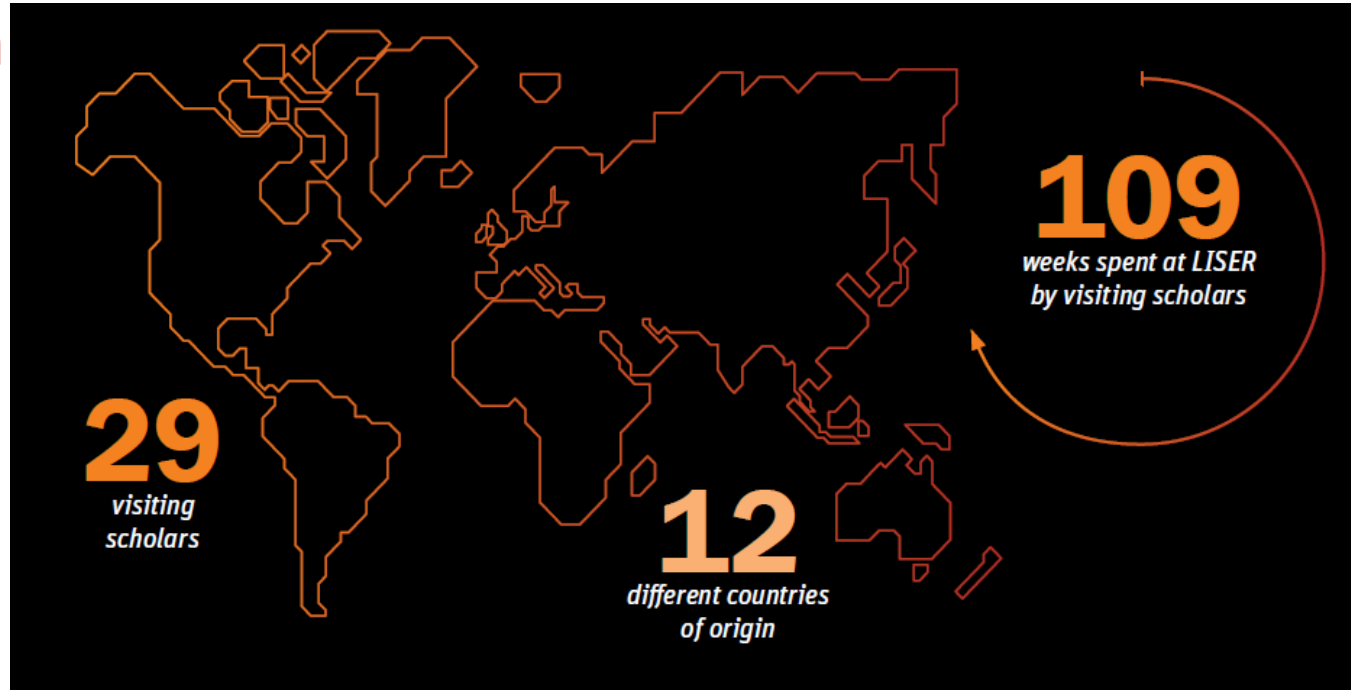 109
weeks spent at LISER
by visiting scholars
29
visiting
scholars
12
different countries
of origin